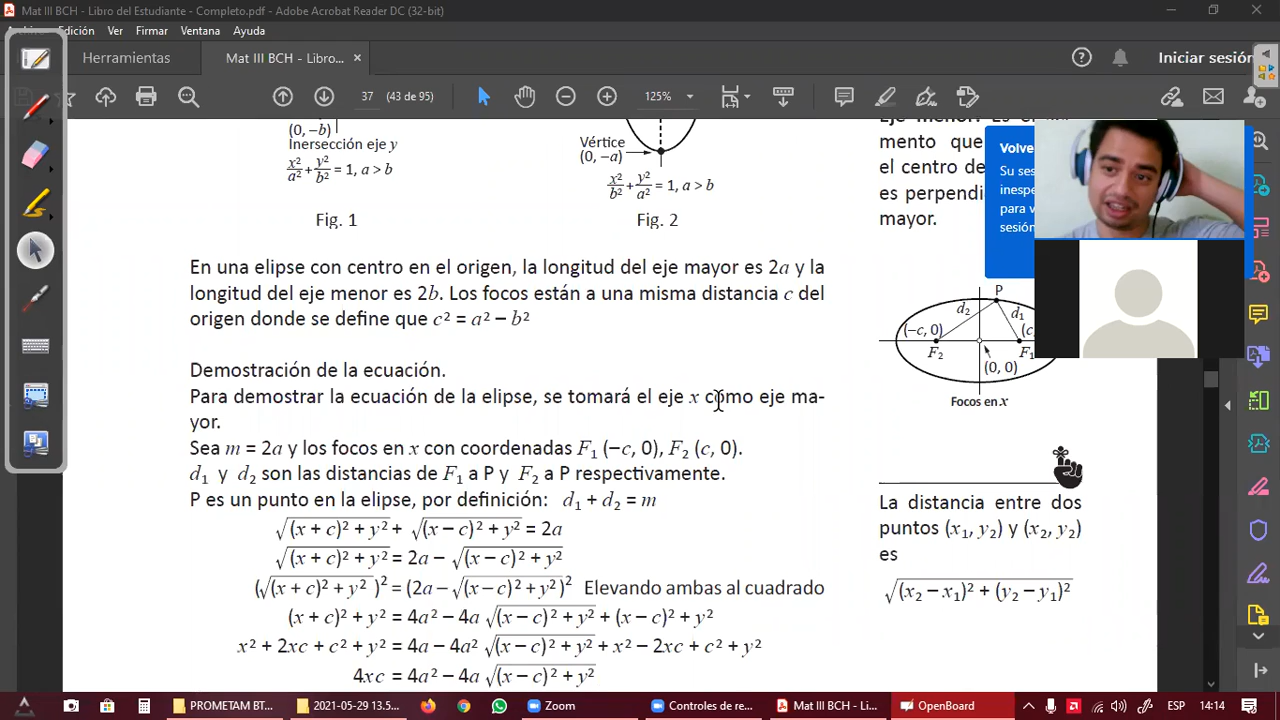 Mat III BCH - Libro del Estudiante - Completo.pdf - Adobe Acrobat Reader DC (32-bit)
Edición Ver Firmar Ventana Ayuda
Herramientas Mat III BCH - Libro... × Iniciar sesión
37 (43 de 95) 125%
(0, −b)
Inersección eje y
x²/a² + y²/b² = 1, a > b
Fig. 1
Vértice
(0, −a)
x²/b² + y²/a² = 1, a > b
Fig. 2
En una elipse con centro en el origen, la longitud del eje mayor es 2a y la
longitud del eje menor es 2b. Los focos están a una misma distancia c del
origen donde se define que c² = a² − b²
Demostración de la ecuación.
Para demostrar la ecuación de la elipse, se tomará el eje x como eje ma-
yor.
Sea m = 2a y los focos en x con coordenadas F₁ (−c, 0), F₂ (c, 0).
d₁ y d₂ son las distancias de F₁ a P y F₂ a P respectivamente.
P es un punto en la elipse, por definición: d₁ + d₂ = m
√((x + c)² + y²) + √((x − c)² + y²) = 2a
√((x + c)² + y²) = 2a − √((x − c)² + y²)
(√((x + c)² + y²))² = (2a − √((x − c)² + y²))² Elevando ambas al cuadrado
(x + c)² + y² = 4a² − 4a √((x − c)² + y²) + (x − c)² + y²
x² + 2xc + c² + y² = 4a − 4a² √((x − c)² + y²) + x² − 2xc + c² + y²
4xc = 4a² − 4a √((x − c)² + y²)
mento que
el centro de
es perpendi
mayor.
Volve
Su ses
inespe
para v
sesión
P
d₂ d₁
(−c, 0) (c,
F₂ F₁
(0, 0)
Focos en x
La distancia entre dos
puntos (x₁, y₂) y (x₂, y₂)
es
√((x₂ − x₁)² + (y₂ − y₁)²
PROMETAM BT... 2021-05-29 13.5... Zoom Controles de re... Mat III BCH - Libr... OpenBoard ESP 14:14